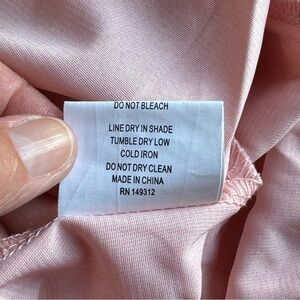 DO NOT BLEACH
LINE DRY IN SHADE
TUMBLE DRY LOW
COLD IRON
DO NOT DRY CLEAN
MADE IN CHINA
RN 149312